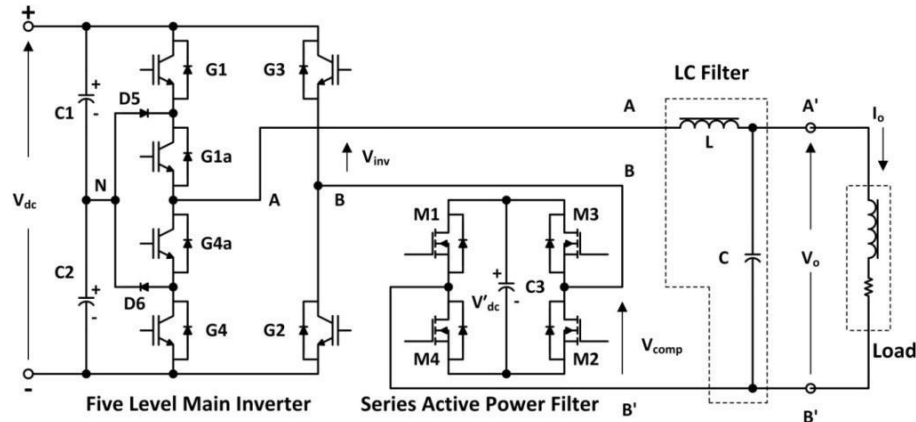 +
G1
G3
LC Filter
C1
+
-
D5
A
A'
Io
G1a
Vinv
L
Vdc
N
A
B
B
M1
M3
G4a
C2
+
-
D6
+
-
V'dc
C3
C
Vo
G4
G2
M4
M2
Vcomp
Load
-
B'
B'
Five Level Main Inverter
Series Active Power Filter